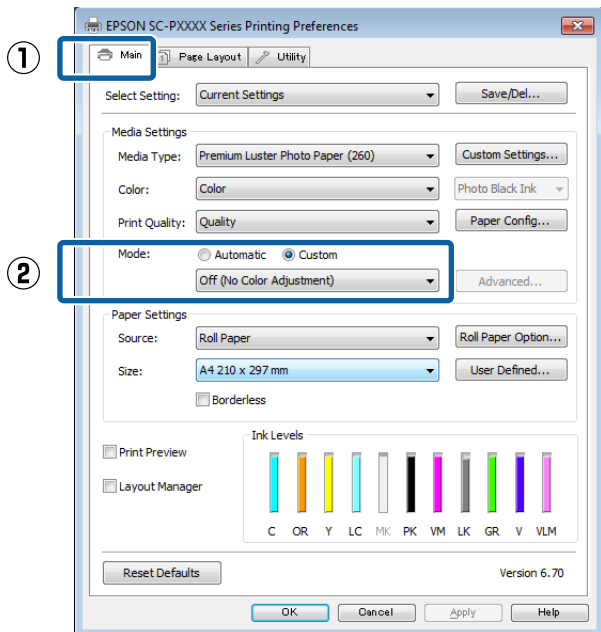 EPSON SC-PXXXX Series Printing Preferences
① Main Page Layout Utility
Select Setting: Current Settings Save/Del...
Media Settings
Media Type: Premium Luster Photo Paper (260) Custom Settings...
Color: Color Photo Black Ink
Print Quality: Quality Paper Config...
Mode: Automatic Custom
② Off (No Color Adjustment) Advanced...
Paper Settings
Source: Roll Paper Roll Paper Option...
Size: A4 210 x 297 mm User Defined...
Borderless
Ink Levels
Print Preview
Layout Manager
C OR Y LC MK PK VM LK GR V VLM
Reset Defaults Version 6.70
OK Cancel Apply Help